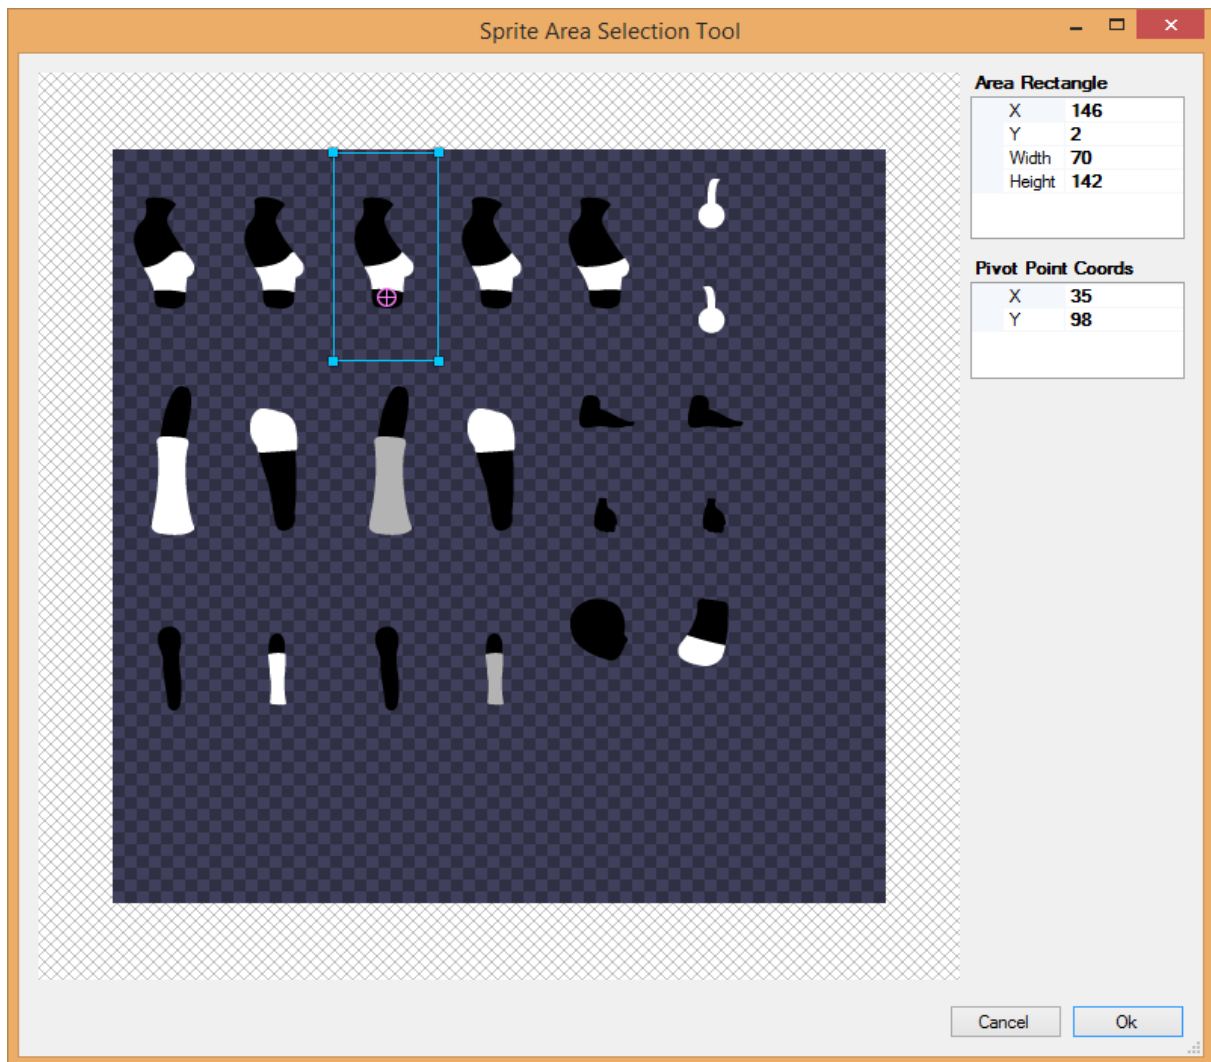 Sprite Area Selection Tool
Area Rectangle
X 146
Y 2
Width 70
Height 142
Pivot Point Coords
X 35
Y 98
Cancel Ok